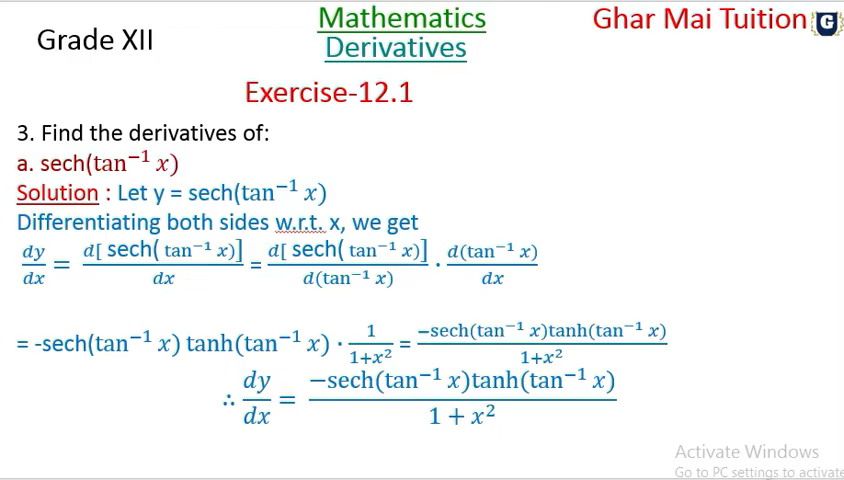 Mathematics
Ghar Mai Tuition G
Grade XII
Derivatives
Exercise-12.1
3. Find the derivatives of:
a. sech(tan⁻¹ x)
Solution : Let y = sech(tan⁻¹ x)
Differentiating both sides w.r.t. x, we get
dy/dx = d[ sech( tan⁻¹ x)]/dx = d[ sech( tan⁻¹ x)]/d(tan⁻¹ x) · d(tan⁻¹ x)/dx
= -sech(tan⁻¹ x) tanh(tan⁻¹ x) · 1/1+x² = −sech(tan⁻¹ x)tanh(tan⁻¹ x)/1+x²
∴ dy/dx = −sech(tan⁻¹ x)tanh(tan⁻¹ x)/1 + x²
Activate Windows
Go to PC settings to activate